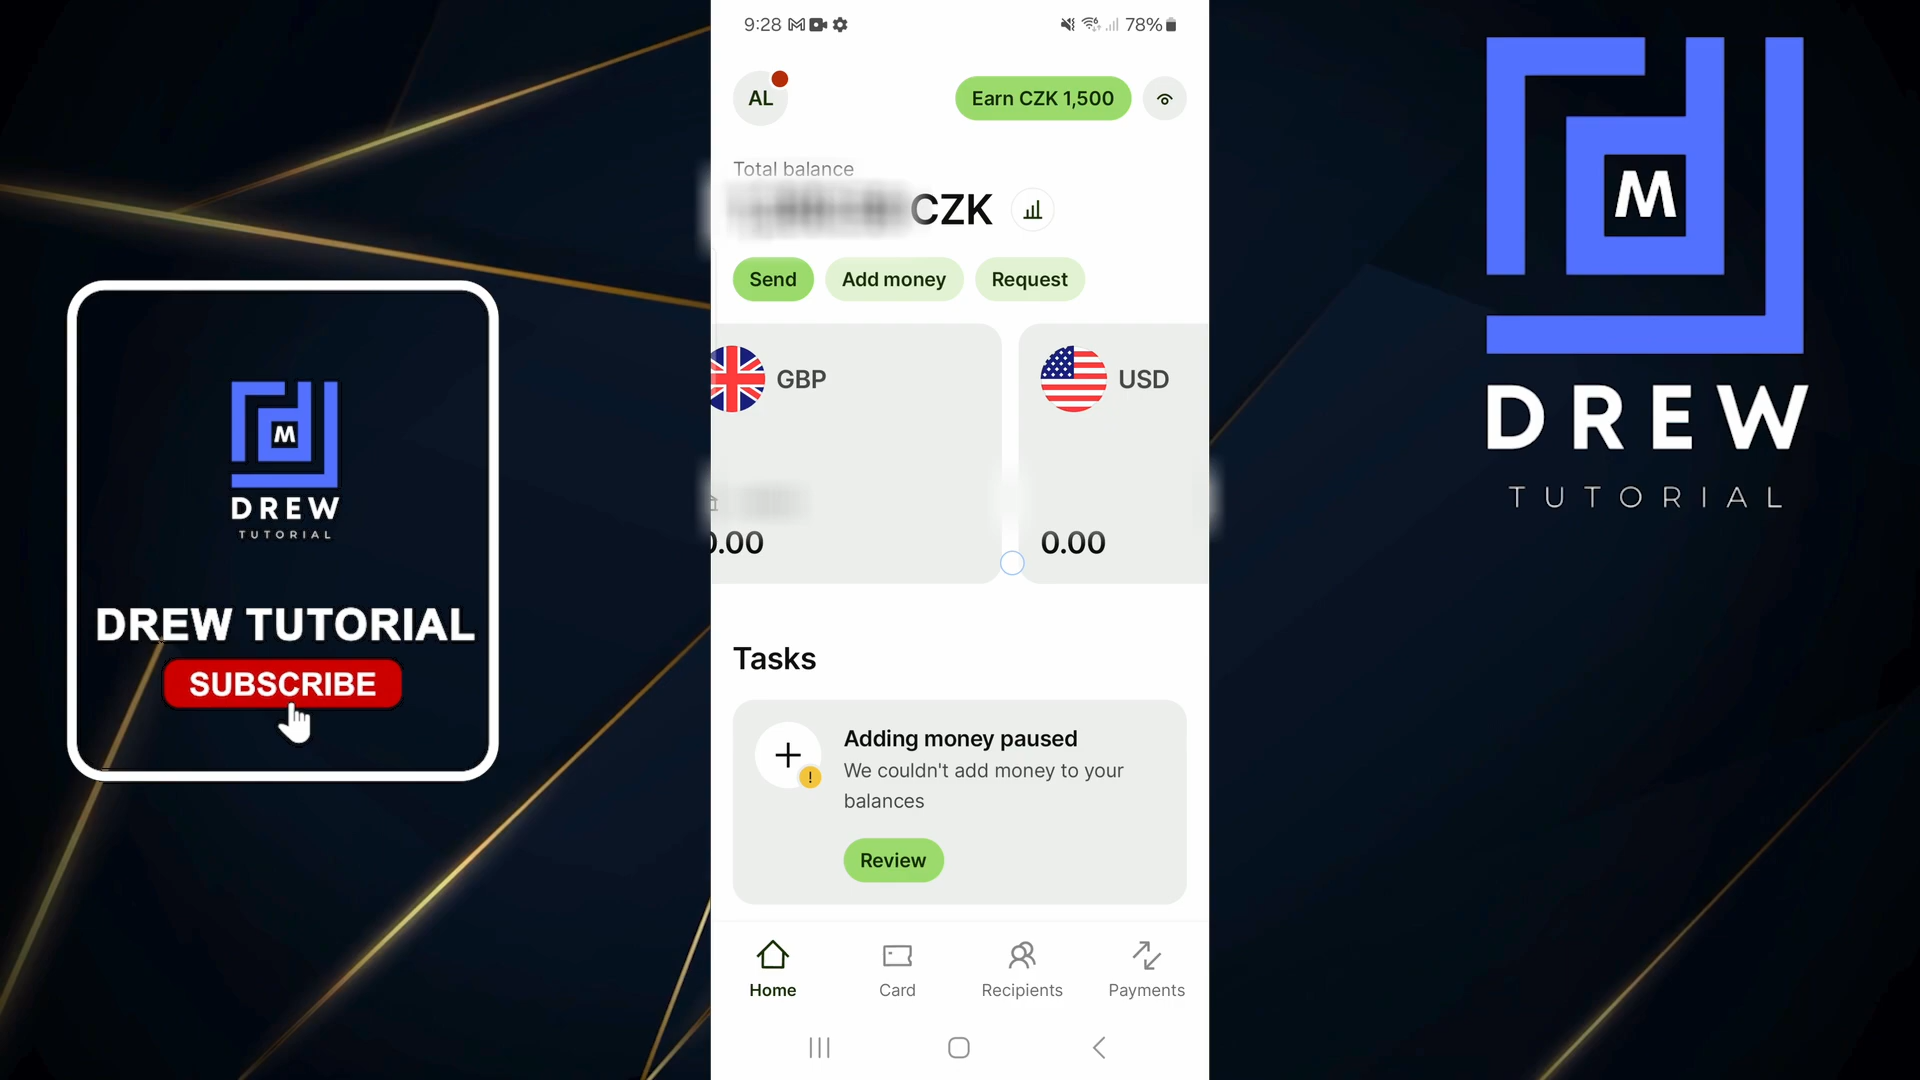 9:28
78%
AL
Earn CZK 1,500
Total balance
CZK
Send
Add money
Request
GBP
USD
.00
0.00
Tasks
Adding money paused
We couldn't add money to your
balances
!
Review
Home
Card
Recipients
Payments
M
DREW
TUTORIAL
DREW TUTORIAL
SUBSCRIBE
M
DREW
TUTORIAL